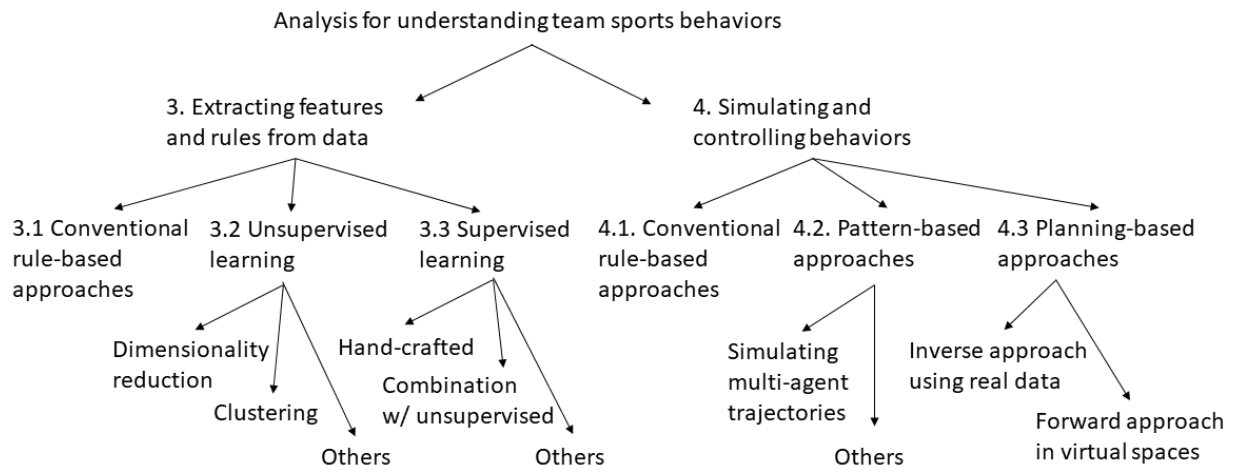 Analysis for understanding team sports behaviors
3. Extracting features
and rules from data
4. Simulating and
controlling behaviors
3.1 Conventional
rule-based
approaches
3.2 Unsupervised
learning
3.3 Supervised
learning
4.1. Conventional
rule-based
approaches
4.2. Pattern-based
approaches
4.3 Planning-based
approaches
Dimensionality
reduction
Clustering
Others
Hand-crafted
Combination
w/ unsupervised
Others
Simulating
multi-agent
trajectories
Others
Inverse approach
using real data
Forward approach
in virtual spaces